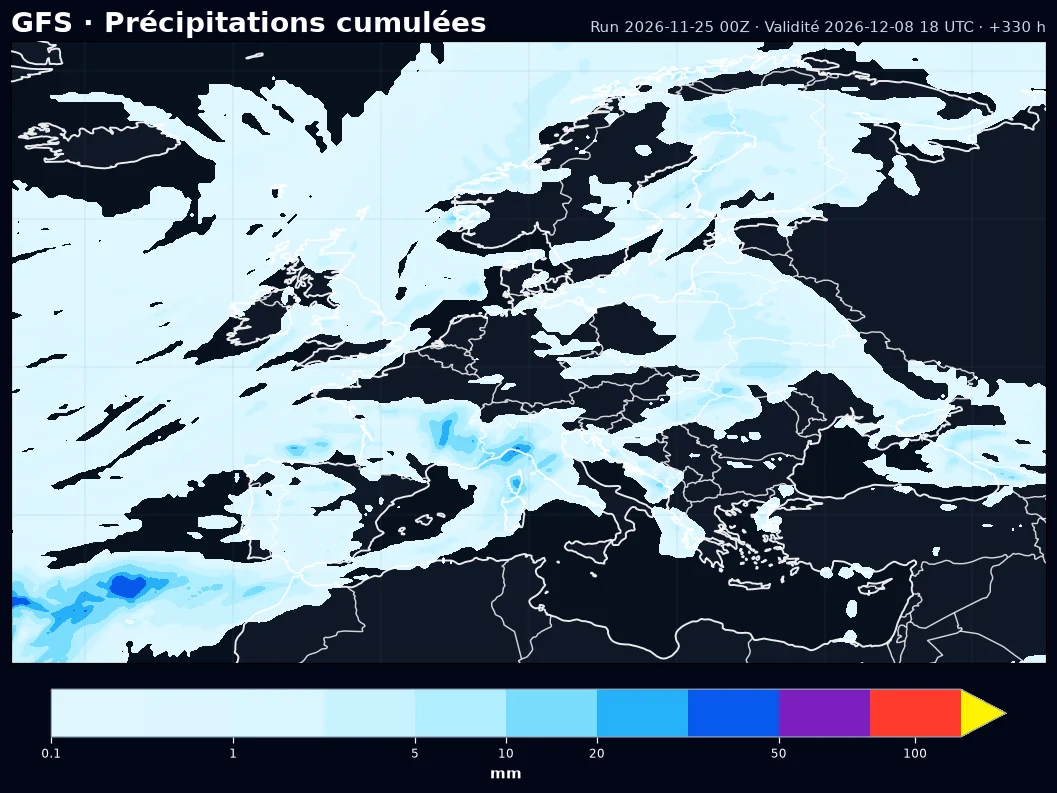 GFS · Précipitations cumulées
Run 2026-11-25 00Z · Validité 2026-12-08 18 UTC · +330 h
0.1 1 5 10 20 50 100
mm